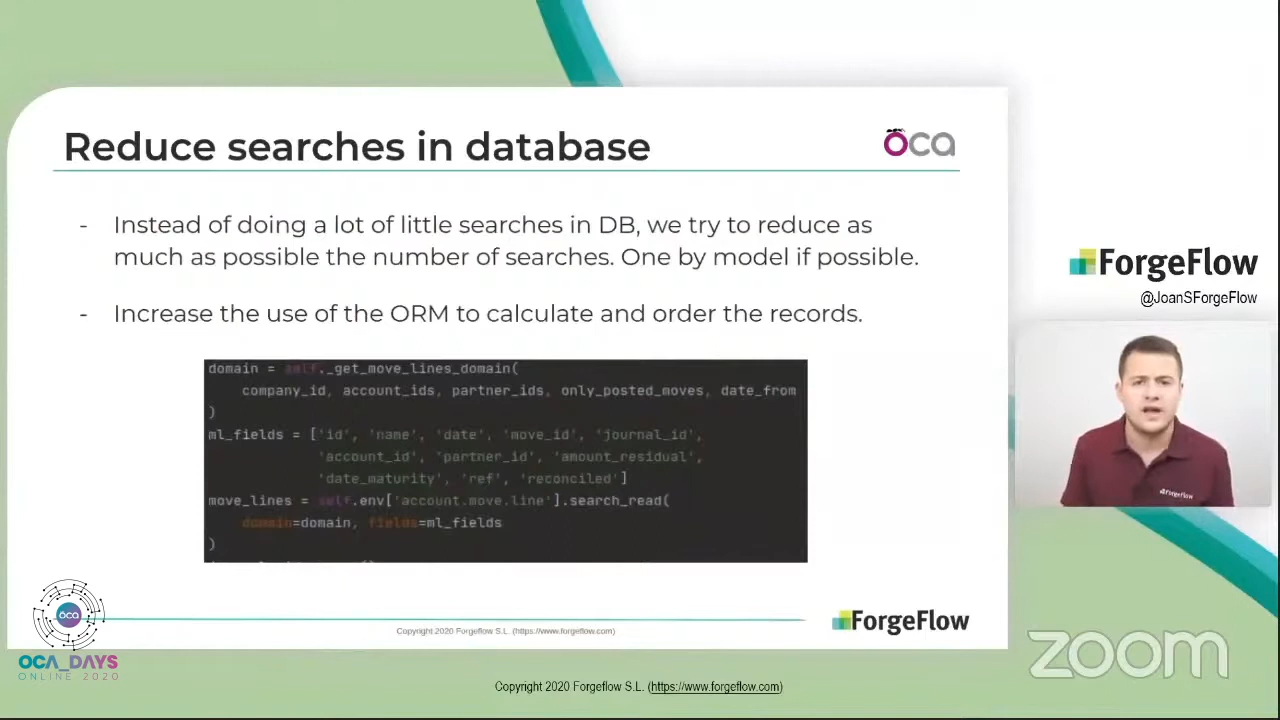 Reduce searches in database
öca
- Instead of doing a lot of little searches in DB, we try to reduce as
much as possible the number of searches. One by model if possible.
- Increase the use of the ORM to calculate and order the records.
domain = self._get_move_lines_domain(
company_id, account_ids, partner_ids, only_posted_moves, date_from
)
ml_fields = ['id', 'name', 'date', 'move_id', 'journal_id',
'account_id', 'partner_id', 'amount_residual',
'date_maturity', 'ref', 'reconciled']
move_lines = self.env['account.move.line'].search_read(
domain=domain, fields=ml_fields
)
ForgeFlow
@JoanSForgeFlow
ForgeFlow
öca
OCA_DAYS
ONLINE 2020
Copyright 2020 Forgeflow S.L. (https://www.forgeflow.com)
ForgeFlow
zoom
Copyright 2020 Forgeflow S.L. (https://www.forgeflow.com)